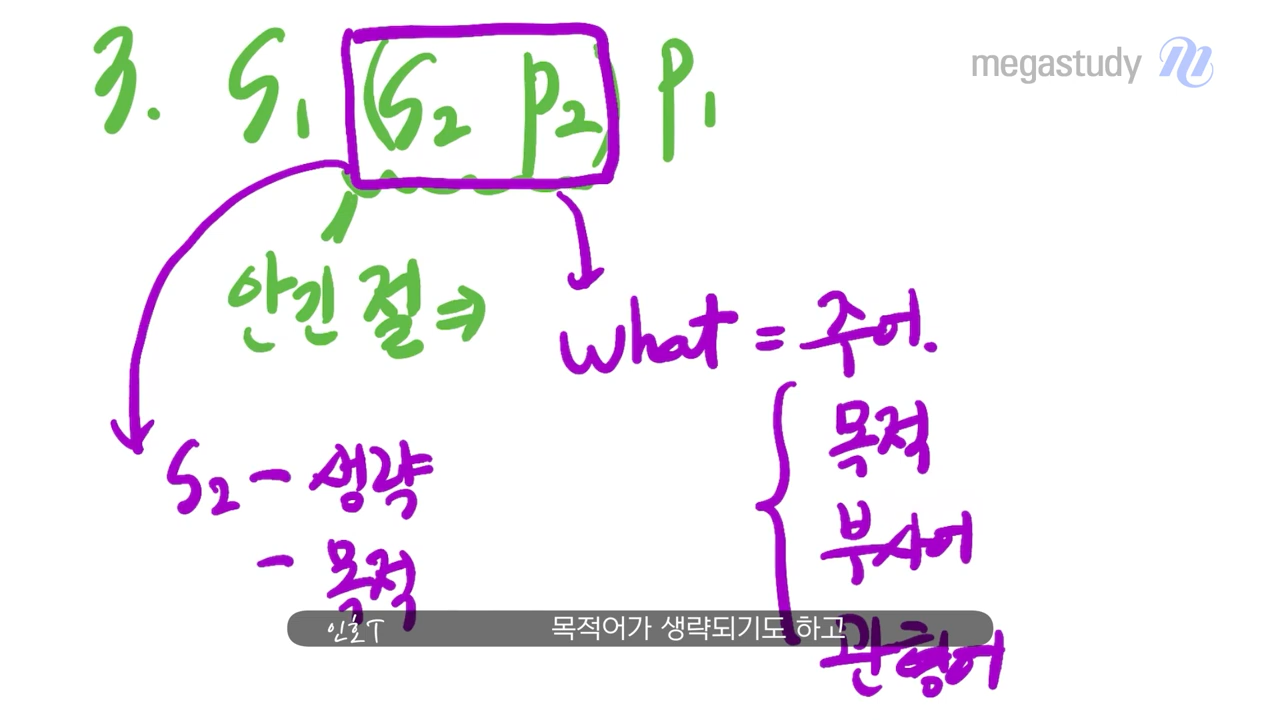 3. S₁ (S₂ P₂) P₁
megastudy
안긴 절 ⇒
what = 주어.
목적
부사어
관형어
S₂ - 생략
- 목적
인호T 목적어가 생략되기도 하고